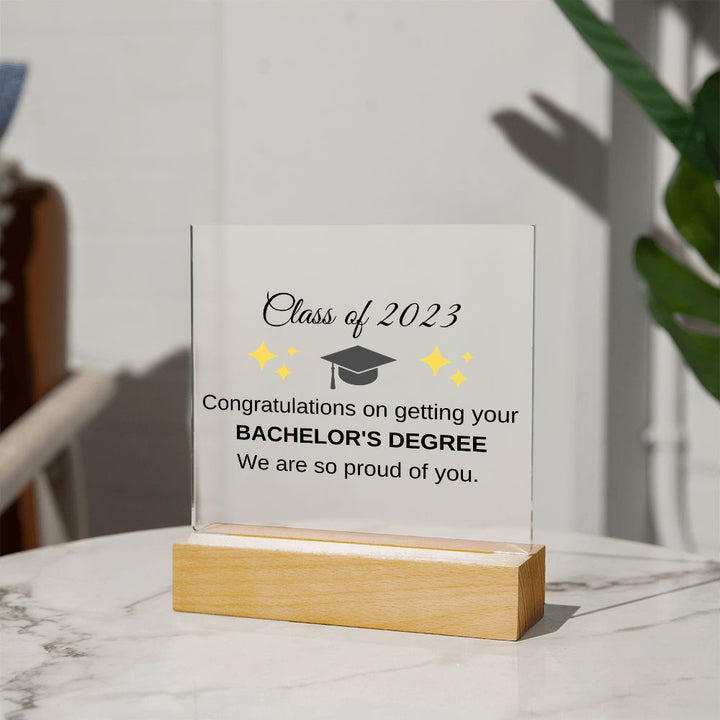 Class of 2023
Congratulations on getting your
BACHELOR'S DEGREE
We are so proud of you.